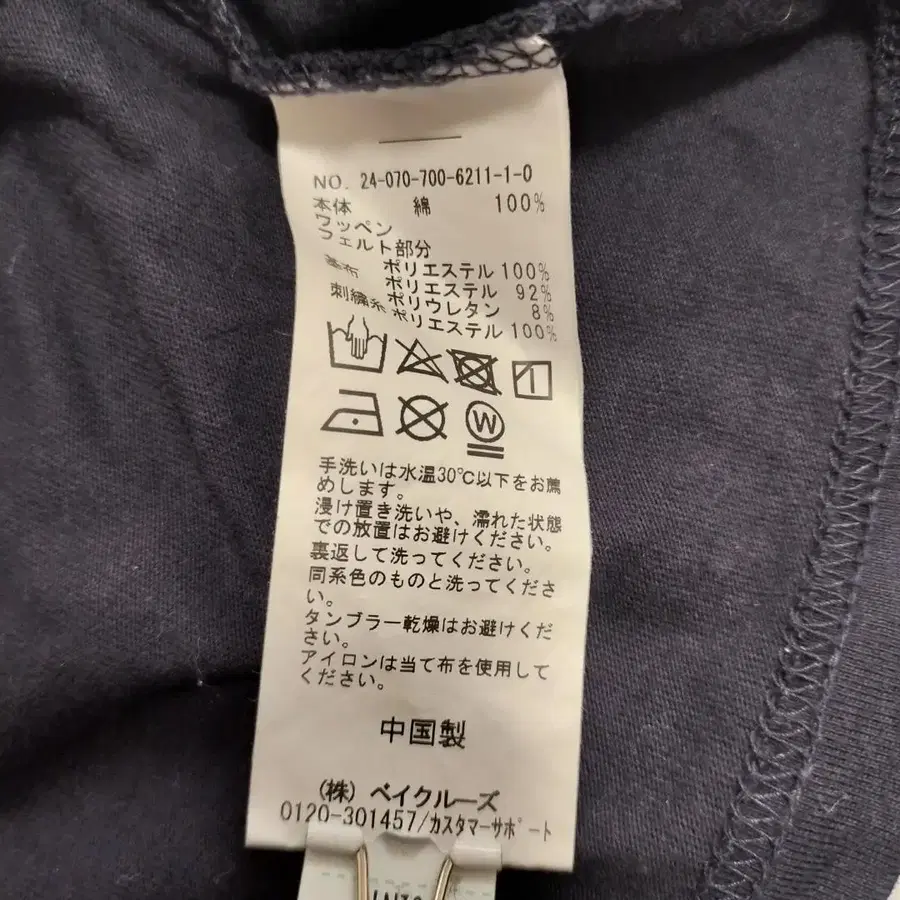 NO. 24-070-700-6211-1-0
本体 綿 100%
ワッペン
フェルト部分
ポリエステル 100%
ポリエステル 92%
ポリウレタン 8%
刺繍糸 ポリエステル 100%
W
手洗いは水温30℃以下をお薦
めします。
浸け置き洗いや、濡れた状態
での放置はお避けください。
裏返して洗ってください。
同系色のものと洗ってくださ
い。
タンブラー乾燥はお避けくだ
さい。
アイロンは当て布を使用して
ください。
中国製
(株) ベイクルーズ
0120-301457/カスタマーサポート